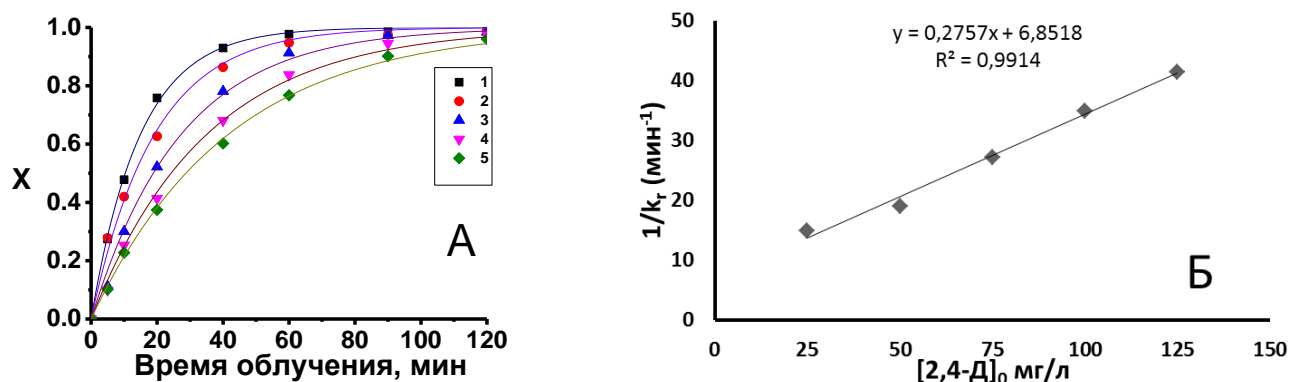 1.0
0.8
0.6
0.4
0.2
0.0
X
1
2
3
4
5
А
0 20 40 60 80 100 120
Время облучения, мин
50
40
30
20
10
0
1/kᵣ (мин⁻¹)
y = 0,2757x + 6,8518
R² = 0,9914
Б
0 25 50 75 100 125 150
[2,4-Д]₀ мг/л